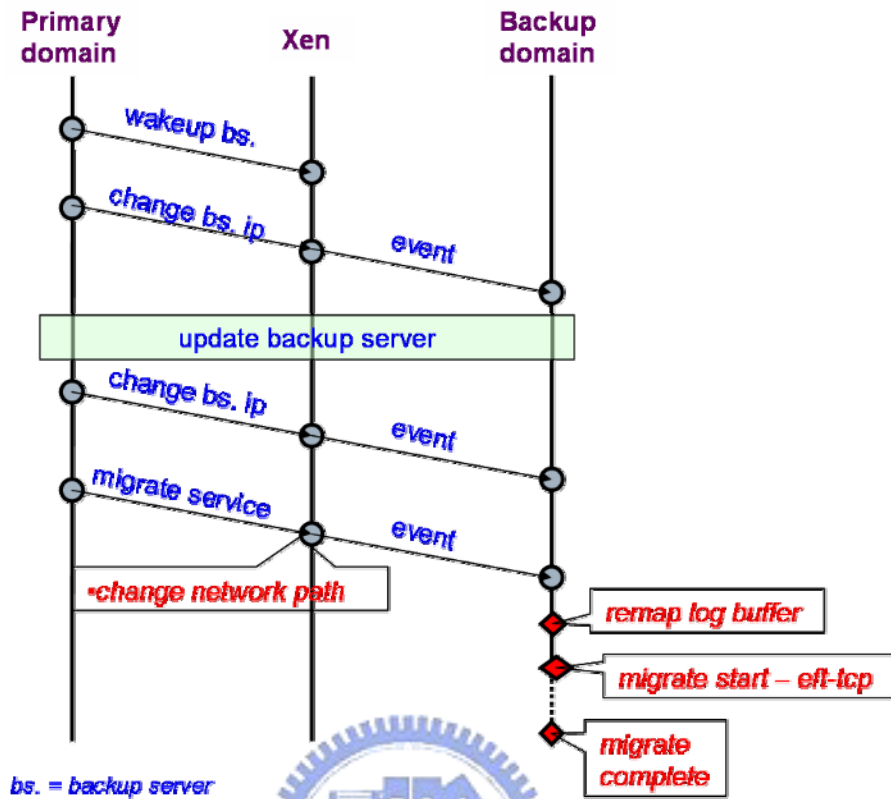 Primary
domain
Xen
Backup
domain
wakeup bs.
change bs. ip
event
update backup server
change bs. ip
event
migrate service
event
•change network path
remap log buffer
migrate start – eft-tcp
migrate
complete
bs. = backup server